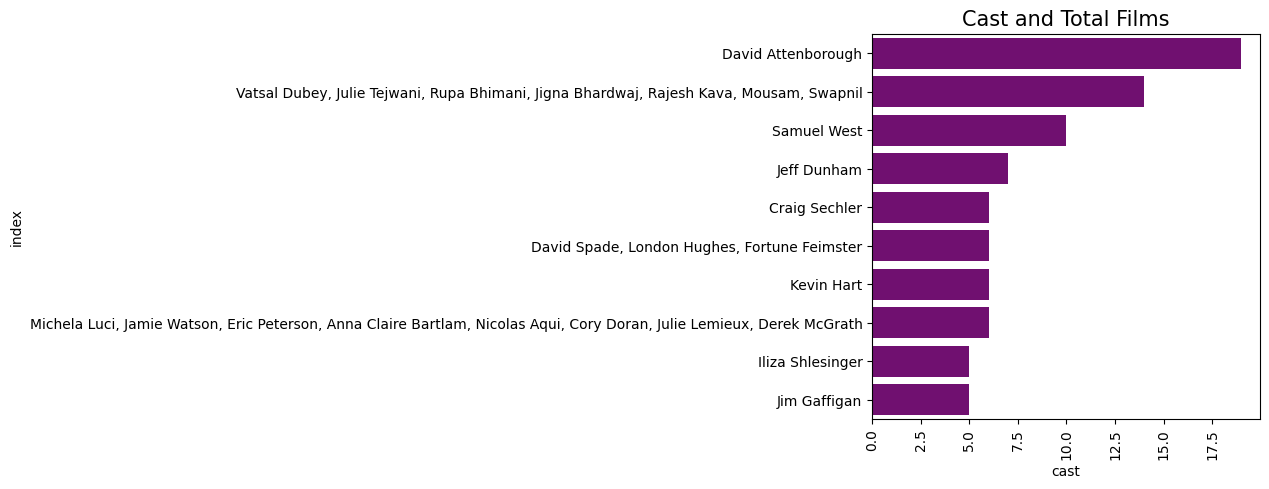 Cast and Total Films
David Attenborough
Vatsal Dubey, Julie Tejwani, Rupa Bhimani, Jigna Bhardwaj, Rajesh Kava, Mousam, Swapnil
Samuel West
Jeff Dunham
Craig Sechler
David Spade, London Hughes, Fortune Feimster
Kevin Hart
Michela Luci, Jamie Watson, Eric Peterson, Anna Claire Bartlam, Nicolas Aqui, Cory Doran, Julie Lemieux, Derek McGrath
Iliza Shlesinger
Jim Gaffigan
index
0.0
2.5
5.0
7.5
10.0
12.5
15.0
17.5
cast